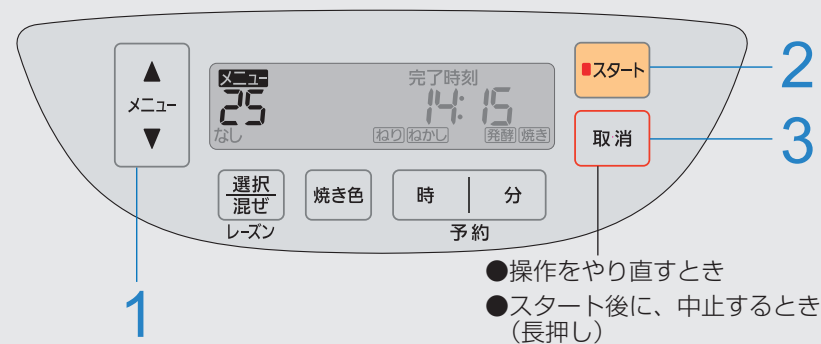 ▲
メニュー
▼
メニュー
25
なし
完了時刻
14:15
ねり ねかし 発酵 焼き
スタート
取消
選択
混ぜ
レーズン
焼き色
時 分
予約
1
2
3
●操作をやり直すとき
●スタート後に、中止するとき
(長押し)